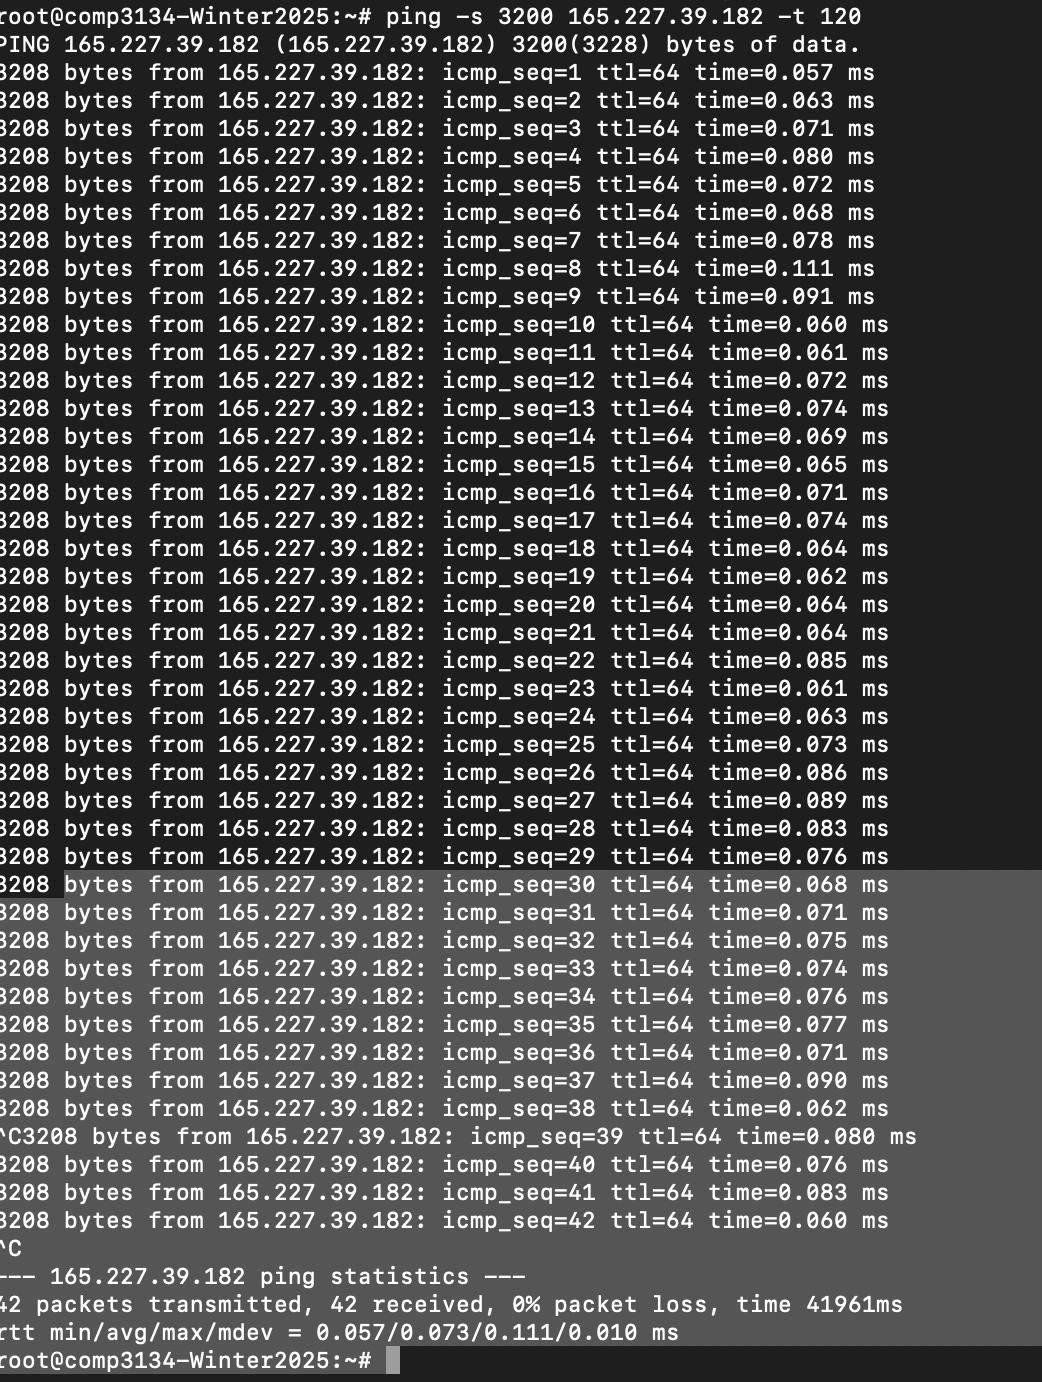 root@comp3134-Winter2025:~# ping -s 3200 165.227.39.182 -t 120
PING 165.227.39.182 (165.227.39.182) 3200(3228) bytes of data.
3208 bytes from 165.227.39.182: icmp_seq=1 ttl=64 time=0.057 ms
3208 bytes from 165.227.39.182: icmp_seq=2 ttl=64 time=0.063 ms
3208 bytes from 165.227.39.182: icmp_seq=3 ttl=64 time=0.071 ms
3208 bytes from 165.227.39.182: icmp_seq=4 ttl=64 time=0.080 ms
3208 bytes from 165.227.39.182: icmp_seq=5 ttl=64 time=0.072 ms
3208 bytes from 165.227.39.182: icmp_seq=6 ttl=64 time=0.068 ms
3208 bytes from 165.227.39.182: icmp_seq=7 ttl=64 time=0.078 ms
3208 bytes from 165.227.39.182: icmp_seq=8 ttl=64 time=0.111 ms
3208 bytes from 165.227.39.182: icmp_seq=9 ttl=64 time=0.091 ms
3208 bytes from 165.227.39.182: icmp_seq=10 ttl=64 time=0.060 ms
3208 bytes from 165.227.39.182: icmp_seq=11 ttl=64 time=0.061 ms
3208 bytes from 165.227.39.182: icmp_seq=12 ttl=64 time=0.072 ms
3208 bytes from 165.227.39.182: icmp_seq=13 ttl=64 time=0.074 ms
3208 bytes from 165.227.39.182: icmp_seq=14 ttl=64 time=0.069 ms
3208 bytes from 165.227.39.182: icmp_seq=15 ttl=64 time=0.065 ms
3208 bytes from 165.227.39.182: icmp_seq=16 ttl=64 time=0.071 ms
3208 bytes from 165.227.39.182: icmp_seq=17 ttl=64 time=0.074 ms
3208 bytes from 165.227.39.182: icmp_seq=18 ttl=64 time=0.064 ms
3208 bytes from 165.227.39.182: icmp_seq=19 ttl=64 time=0.062 ms
3208 bytes from 165.227.39.182: icmp_seq=20 ttl=64 time=0.064 ms
3208 bytes from 165.227.39.182: icmp_seq=21 ttl=64 time=0.064 ms
3208 bytes from 165.227.39.182: icmp_seq=22 ttl=64 time=0.085 ms
3208 bytes from 165.227.39.182: icmp_seq=23 ttl=64 time=0.061 ms
3208 bytes from 165.227.39.182: icmp_seq=24 ttl=64 time=0.063 ms
3208 bytes from 165.227.39.182: icmp_seq=25 ttl=64 time=0.073 ms
3208 bytes from 165.227.39.182: icmp_seq=26 ttl=64 time=0.086 ms
3208 bytes from 165.227.39.182: icmp_seq=27 ttl=64 time=0.089 ms
3208 bytes from 165.227.39.182: icmp_seq=28 ttl=64 time=0.083 ms
3208 bytes from 165.227.39.182: icmp_seq=29 ttl=64 time=0.076 ms
3208 bytes from 165.227.39.182: icmp_seq=30 ttl=64 time=0.068 ms
3208 bytes from 165.227.39.182: icmp_seq=31 ttl=64 time=0.071 ms
3208 bytes from 165.227.39.182: icmp_seq=32 ttl=64 time=0.075 ms
3208 bytes from 165.227.39.182: icmp_seq=33 ttl=64 time=0.074 ms
3208 bytes from 165.227.39.182: icmp_seq=34 ttl=64 time=0.076 ms
3208 bytes from 165.227.39.182: icmp_seq=35 ttl=64 time=0.077 ms
3208 bytes from 165.227.39.182: icmp_seq=36 ttl=64 time=0.071 ms
3208 bytes from 165.227.39.182: icmp_seq=37 ttl=64 time=0.090 ms
3208 bytes from 165.227.39.182: icmp_seq=38 ttl=64 time=0.062 ms
^C3208 bytes from 165.227.39.182: icmp_seq=39 ttl=64 time=0.080 ms
3208 bytes from 165.227.39.182: icmp_seq=40 ttl=64 time=0.076 ms
3208 bytes from 165.227.39.182: icmp_seq=41 ttl=64 time=0.083 ms
3208 bytes from 165.227.39.182: icmp_seq=42 ttl=64 time=0.060 ms
^C
--- 165.227.39.182 ping statistics ---
42 packets transmitted, 42 received, 0% packet loss, time 41961ms
rtt min/avg/max/mdev = 0.057/0.073/0.111/0.010 ms
root@comp3134-Winter2025:~#